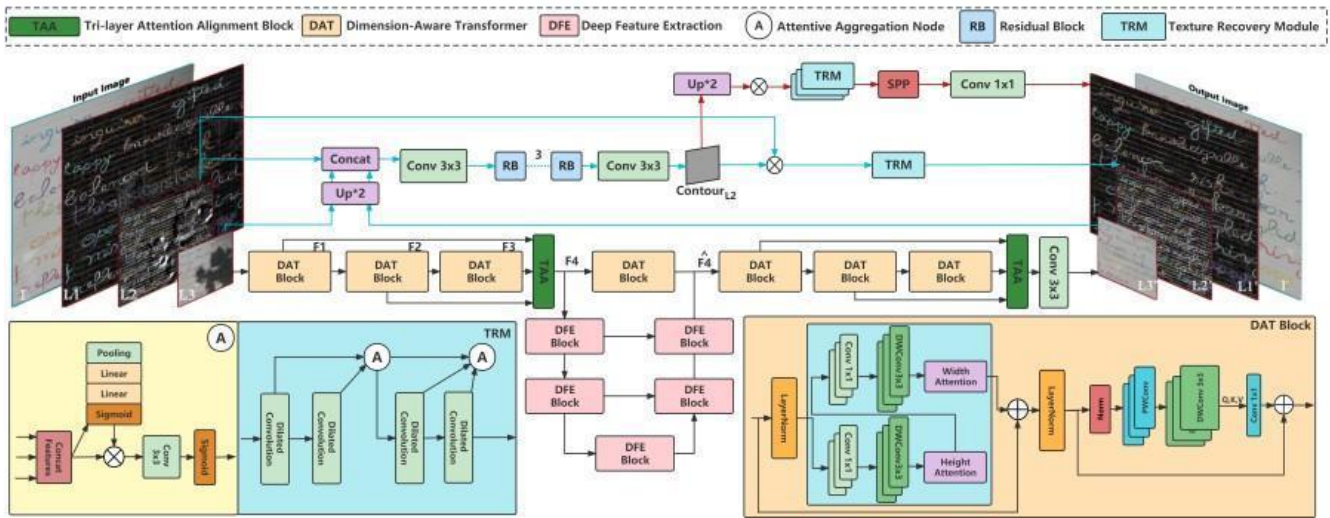 TAA Tri-layer Attention Alignment Block DAT Dimension-Aware Transformer DFE Deep Feature Extraction A Attentive Aggregation Node RB Residual Block TRM Texture Recovery Module
Input Image
Output Image
Up*2 TRM SPP Conv 1x1
Concat Conv 3x3 RB 3 RB Conv 3x3 Contour L2 TRM
Up*2
L1 L2 L3
F1 F2 F3 F4 F̂4
DAT Block DAT Block DAT Block TAA DAT Block DAT Block DAT Block DAT Block TAA Conv 3x3
L3 L2 L1
DFE Block DFE Block
DFE Block DFE Block
DFE Block
A
Pooling
Linear
Linear
Sigmoid
Concat Features
Conv 3x3
Sigmoid
TRM
A A
Dilated Convolution Dilated Convolution Dilated Convolution Dilated Convolution
DAT Block
LayerNorm
Conv 1x1 DWConv3x3 Width Attention
Conv 1x1 DWConv3x3 Height Attention
LayerNorm
Norm PWConv DWConv 3x3 Q,K,V Conv 1x1